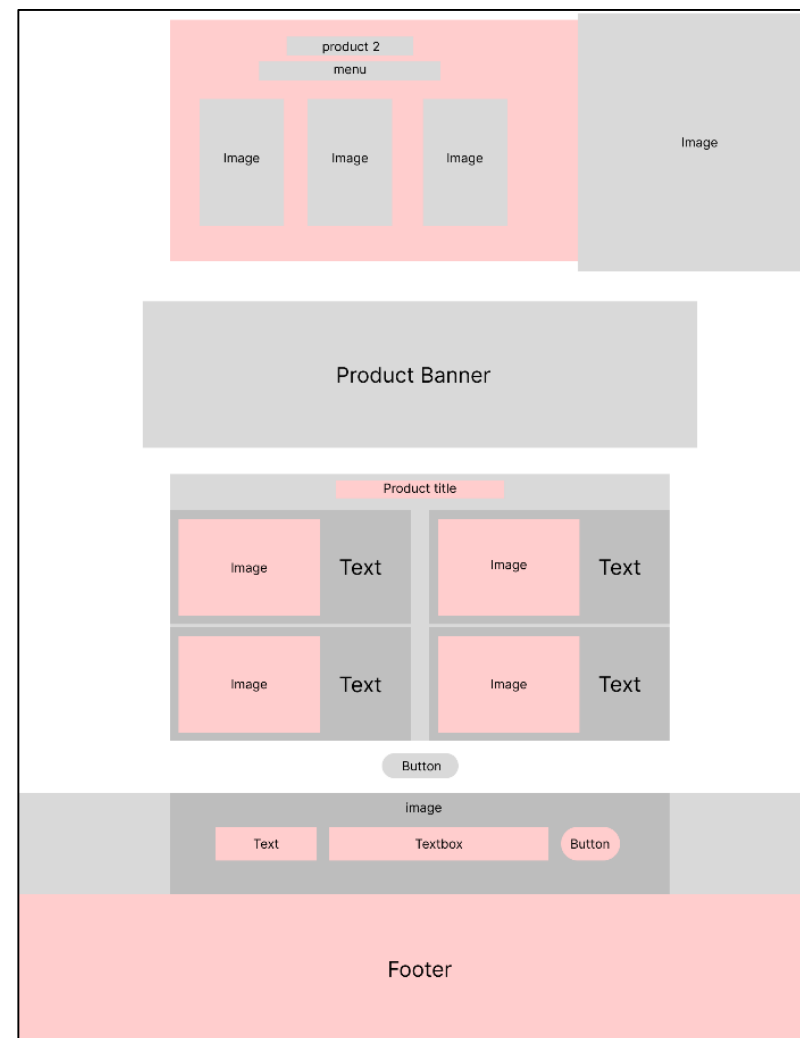 product 2
menu
Image
Image
Image
Image
Product Banner
Product title
Image
Text
Image
Text
Image
Text
Image
Text
Button
image
Text
Textbox
Button
Footer